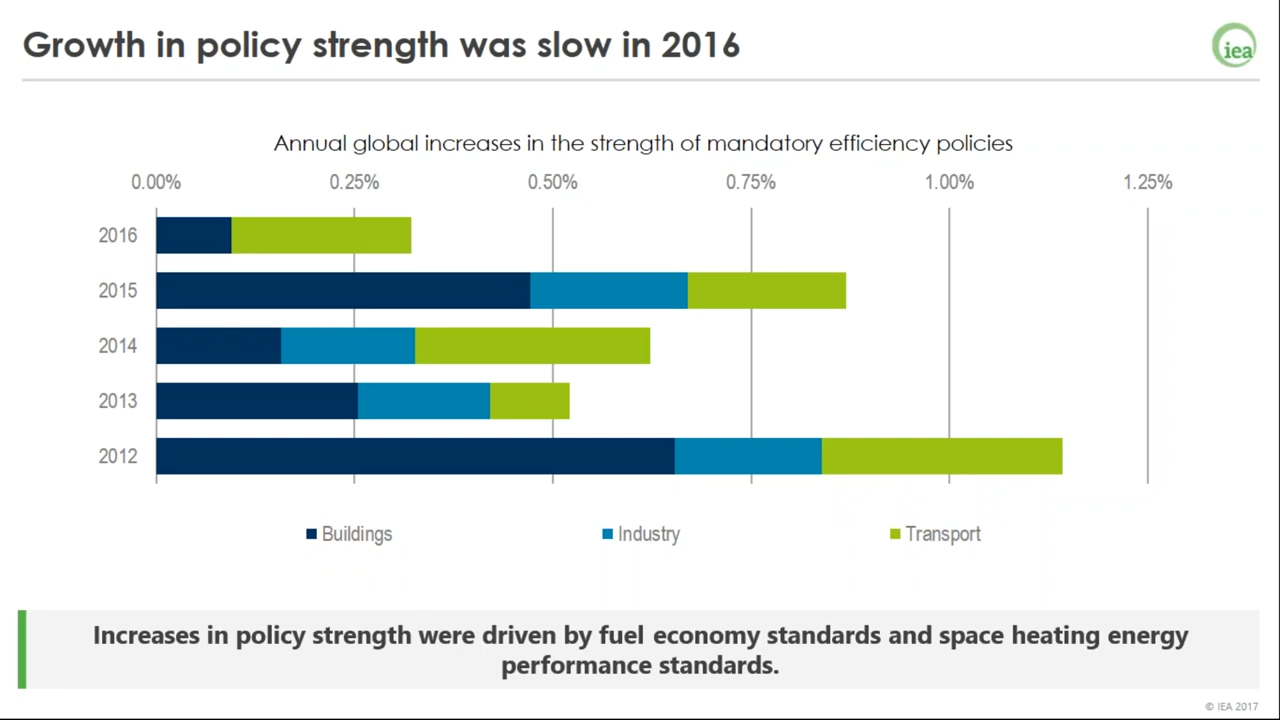 Growth in policy strength was slow in 2016
iea
Annual global increases in the strength of mandatory efficiency policies
0.00% 0.25% 0.50% 0.75% 1.00% 1.25%
2016
2015
2014
2013
2012
Buildings Industry Transport
Increases in policy strength were driven by fuel economy standards and space heating energy
performance standards.
© IEA 2017